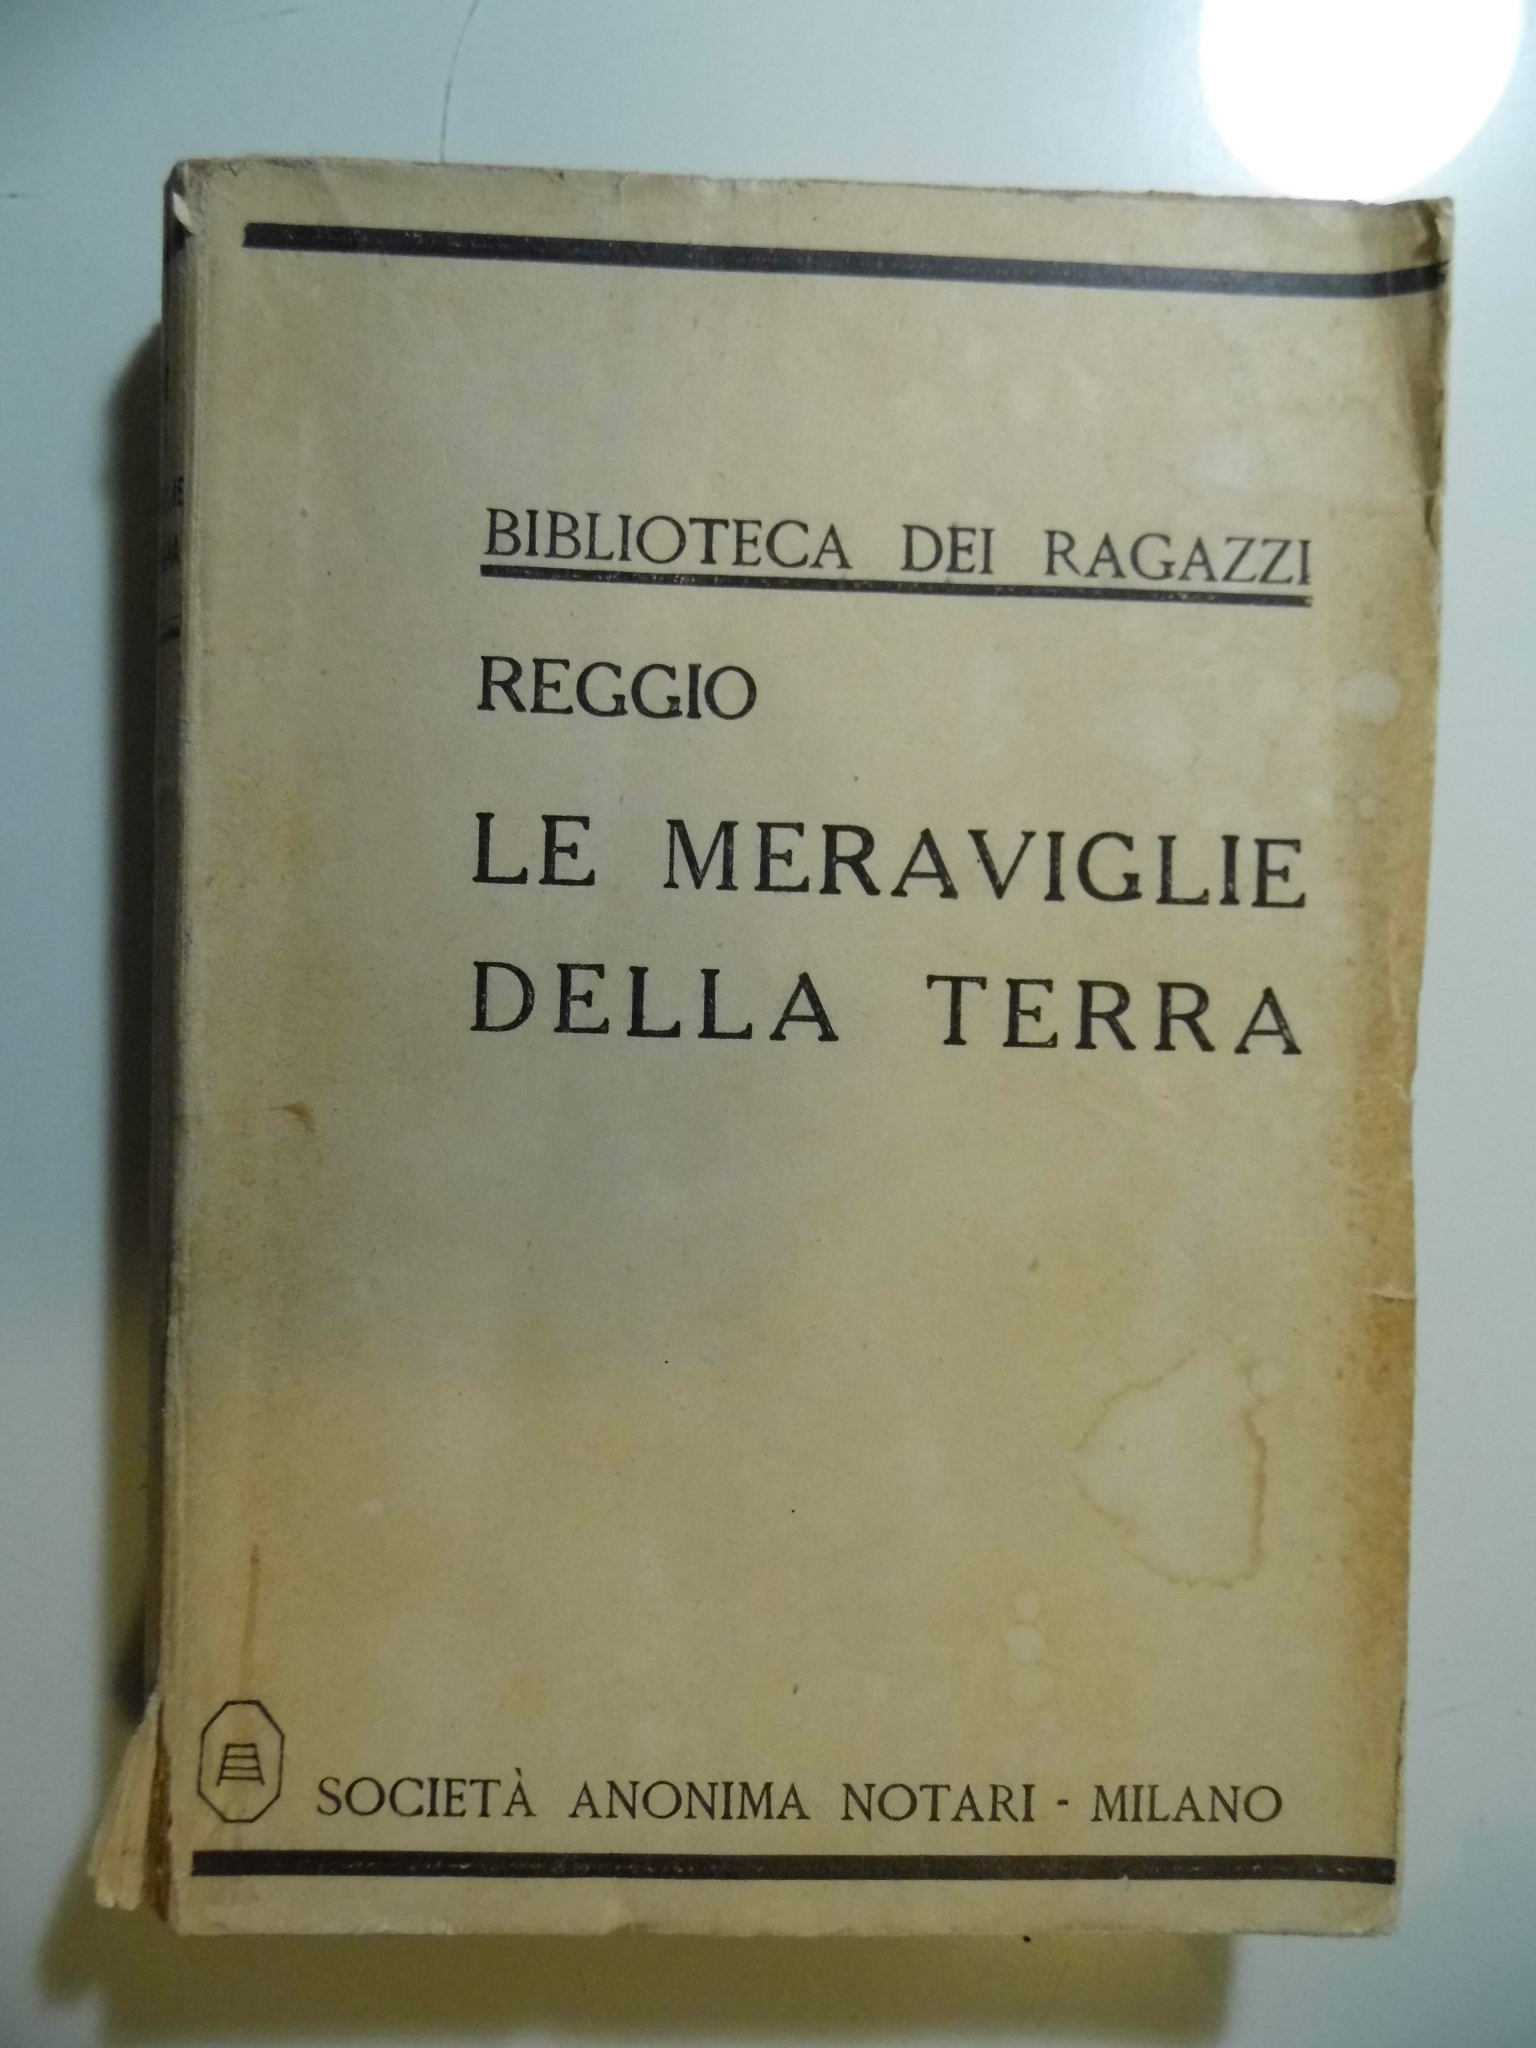 BIBLIOTECA DEI RAGAZZI
REGGIO
LE MERAVIGLIE
DELLA TERRA
SOCIETÀ ANONIMA NOTARI - MILANO